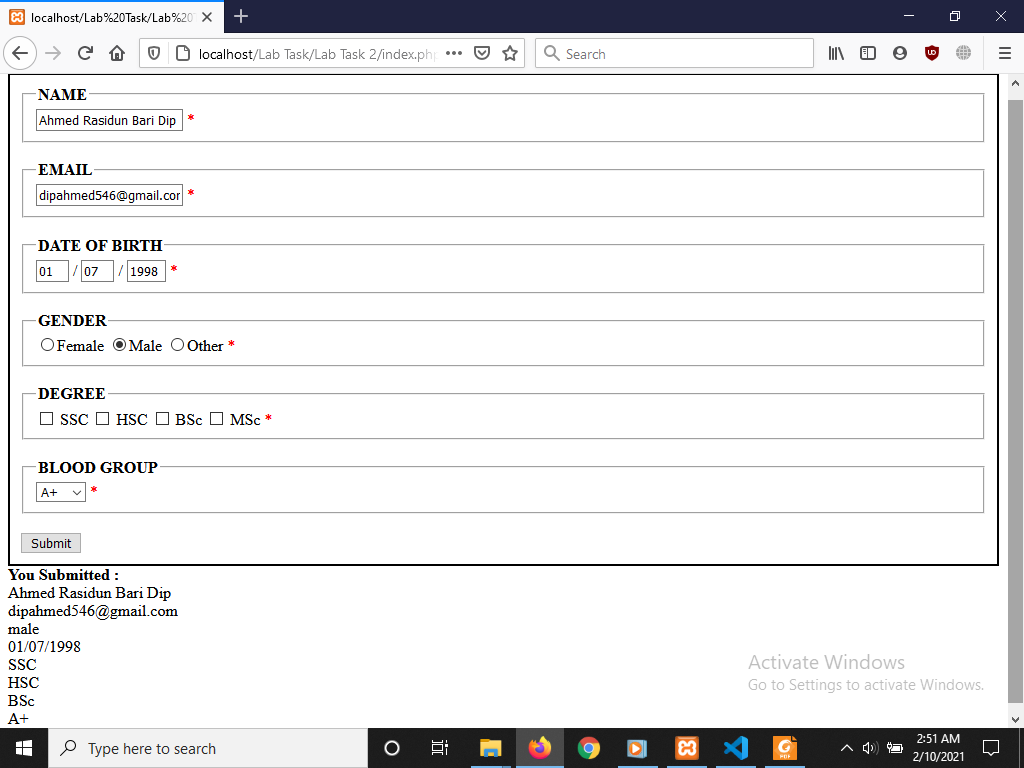 localhost/Lab%20Task/Lab%20T
localhost/Lab Task/Lab Task 2/index.php
Search
NAME
Ahmed Rasidun Bari Dip *
EMAIL
dipahmed546@gmail.com *
DATE OF BIRTH
01 / 07 / 1998 *
GENDER
Female Male Other *
DEGREE
SSC HSC BSc MSc *
BLOOD GROUP
A+ *
Submit
You Submitted :
Ahmed Rasidun Bari Dip
dipahmed546@gmail.com
male
01/07/1998
SSC
HSC
BSc
A+
Activate Windows
Go to Settings to activate Windows.
Type here to search
2:51 AM
2/10/2021